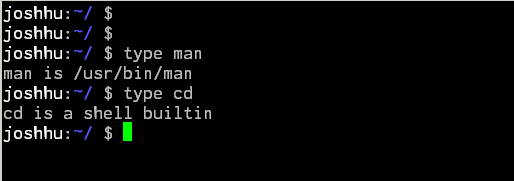 joshhu:~/ $
joshhu:~/ $
joshhu:~/ $ type man
man is /usr/bin/man
joshhu:~/ $ type cd
cd is a shell builtin
joshhu:~/ $